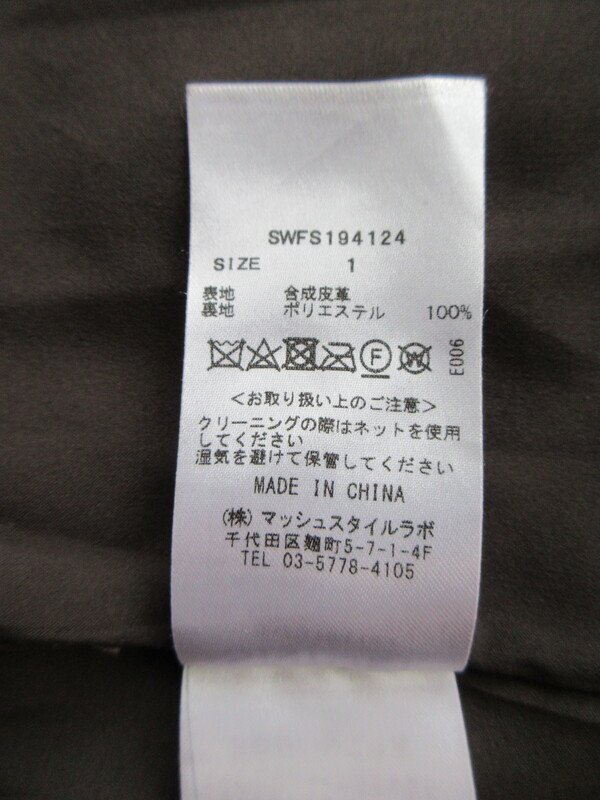 SWFS194124
SIZE 1
表地 合成皮革
裏地 ポリエステル 100%
F W
E006
<お取り扱い上のご注意>
クリーニングの際はネットを使用
してください
湿気を避けて保管してください
MADE IN CHINA
(株)マッシュスタイルラボ
千代田区麹町5-7-1-4F
TEL 03-5778-4105